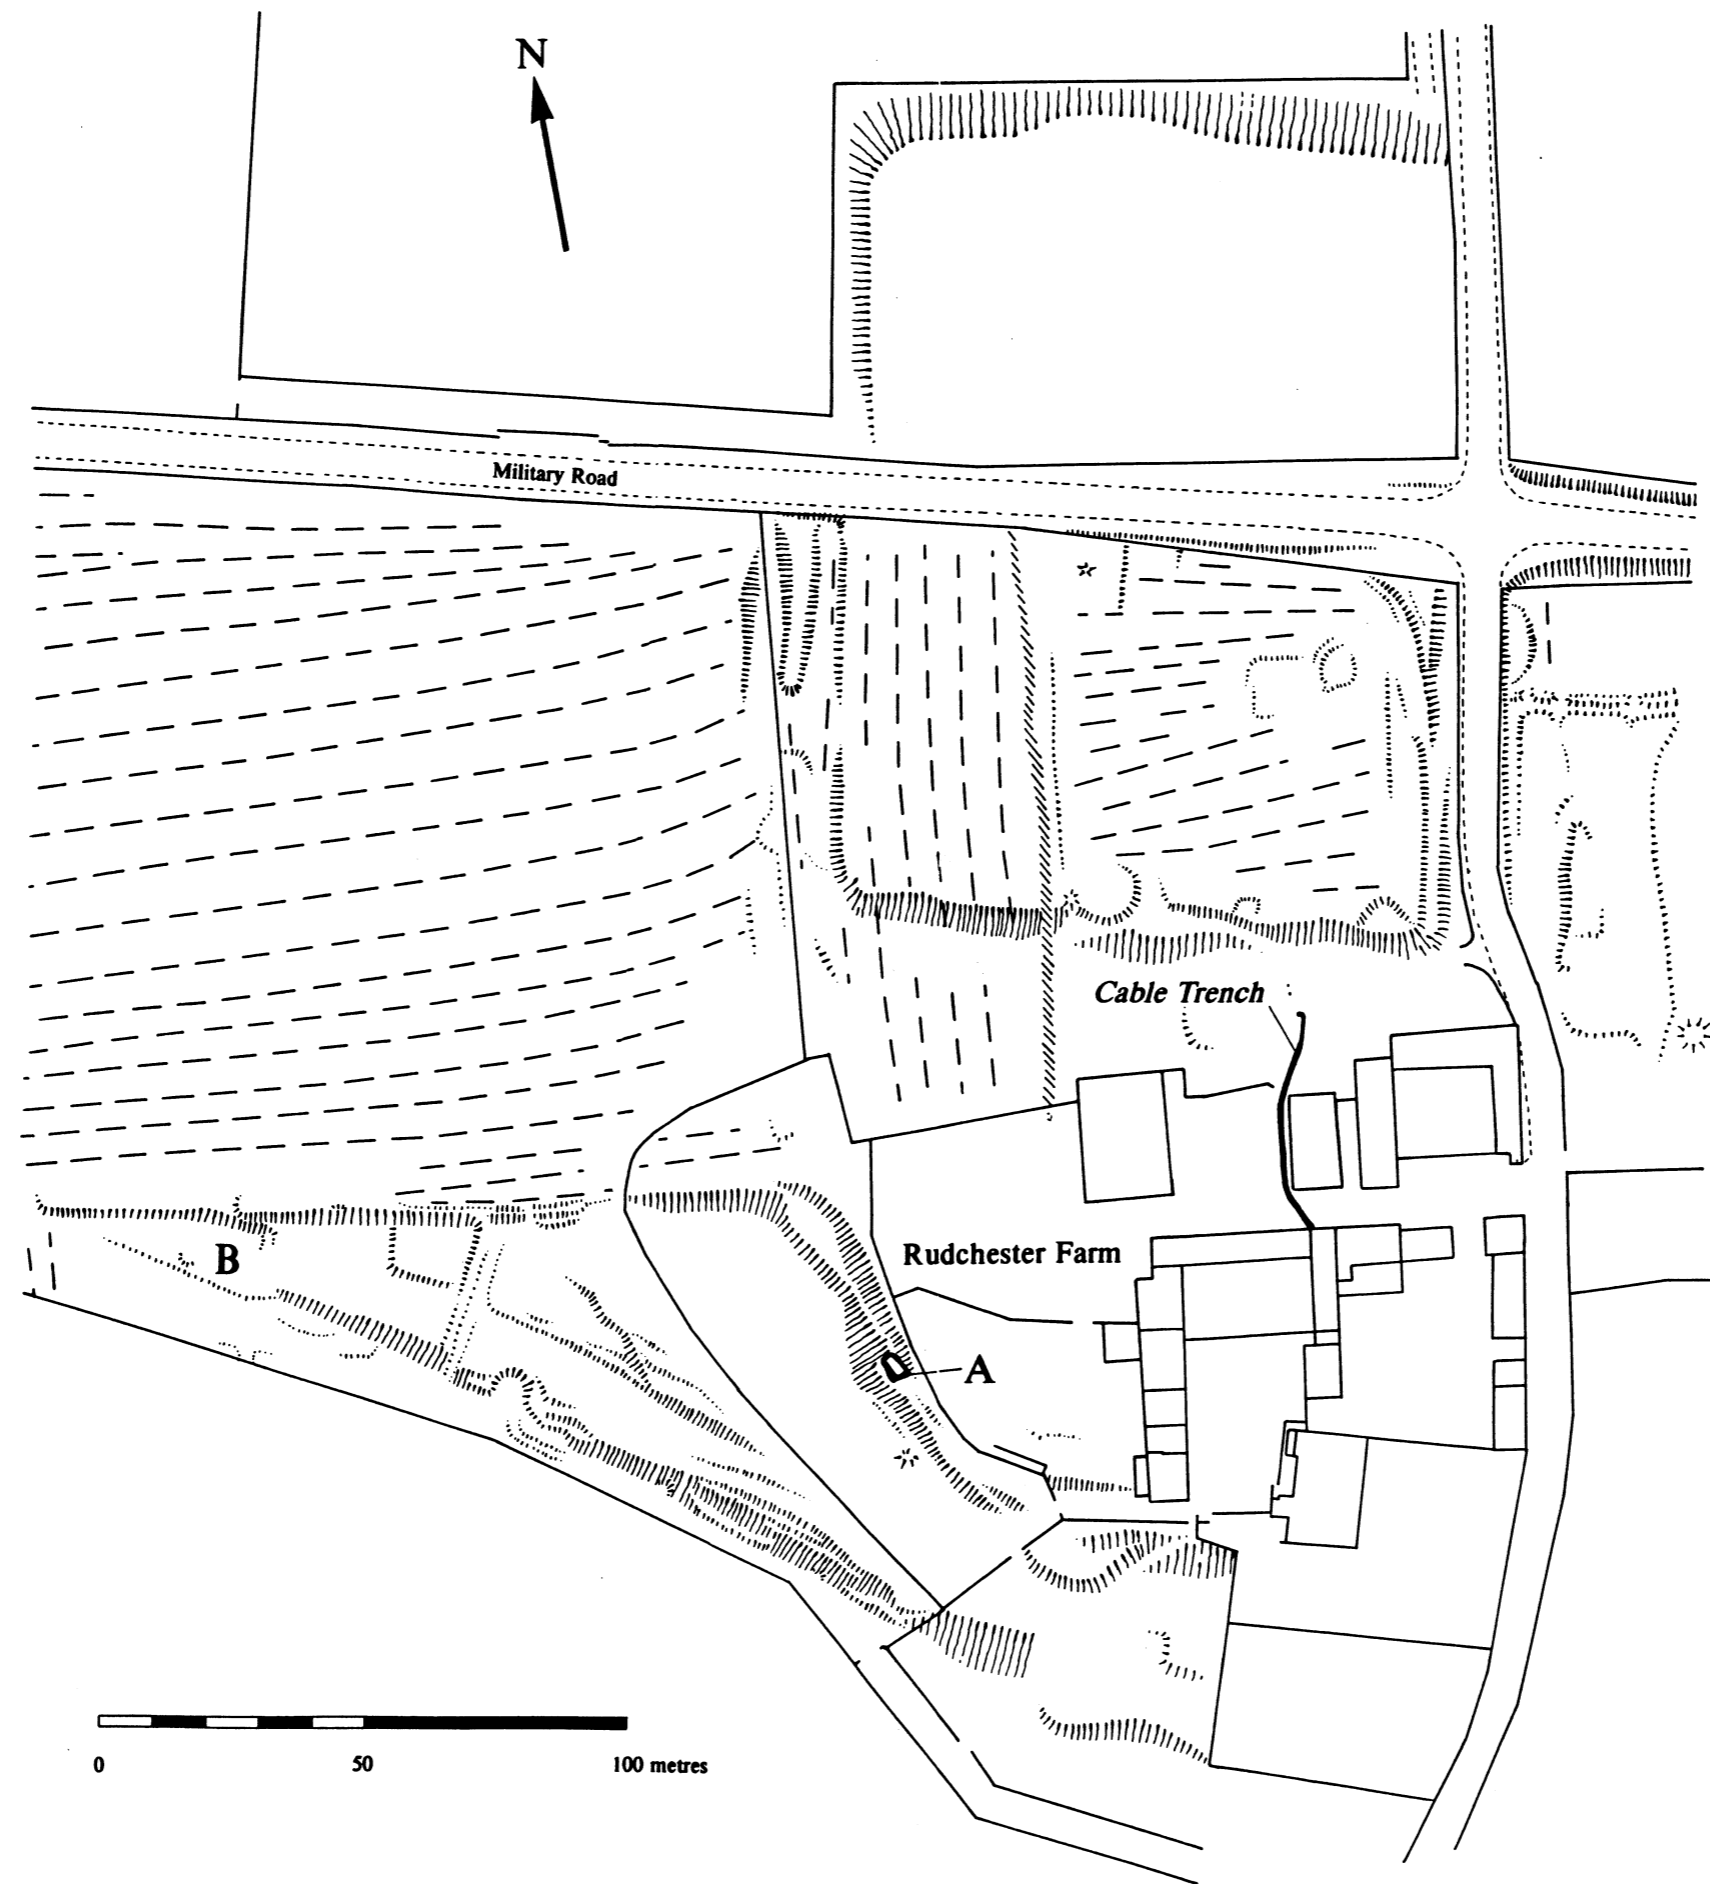 N
Military Road
Cable Trench
Rudchester Farm
B
A
0 50 100 metres